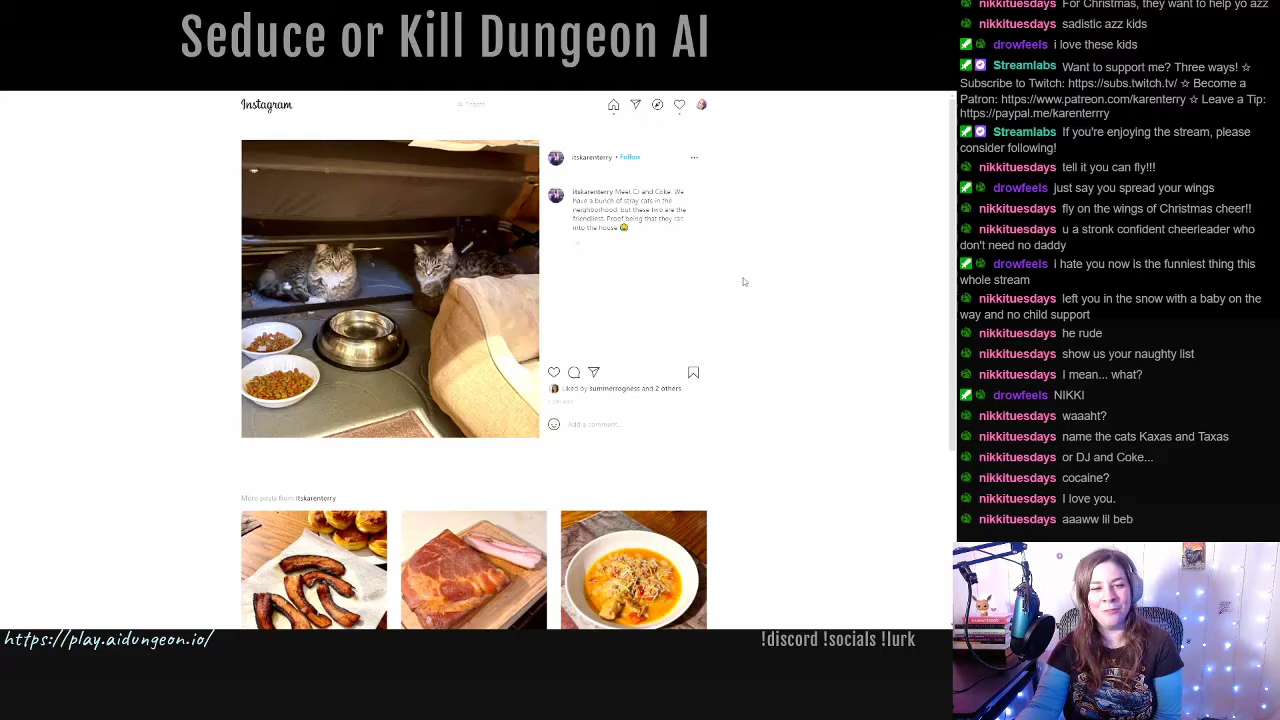 Seduce or Kill Dungeon AI
Instagram
Search
itskarenterry • Follow
itskarenterry Meet CJ and Coke. We
have a bunch of stray cats in the
neighborhood, but these two are the
friendliest. Proof being that they ran
into the house
Liked by summerrogness and 2 others
1 DAY AGO
Add a comment...
More posts from itskarenterry
https://play.aidungeon.io/
!discord !socials !lurk
nikkituesdays For Christmas, they want to help yo azz
nikkituesdays sadistic azz kids
drowfeels i love these kids
Streamlabs Want to support me? Three ways! ☆
Subscribe to Twitch: https://subs.twitch.tv/ ☆ Become a
Patron: https://www.patreon.com/karenterry ☆ Leave a Tip:
https://paypal.me/karenterrry
Streamlabs If you're enjoying the stream, please
consider following!
nikkituesdays tell it you can fly!!!
drowfeels just say you spread your wings
nikkituesdays fly on the wings of Christmas cheer!!
nikkituesdays u a stronk confident cheerleader who
don't need no daddy
drowfeels i hate you now is the funniest thing this
whole stream
nikkituesdays left you in the snow with a baby on the
way and no child support
nikkituesdays he rude
nikkituesdays show us your naughty list
nikkituesdays I mean... what?
drowfeels NIKKI
nikkituesdays waaaht?
nikkituesdays name the cats Kaxas and Taxas
nikkituesdays or DJ and Coke...
nikkituesdays cocaine?
nikkituesdays I love you.
nikkituesdays aaaww lil beb